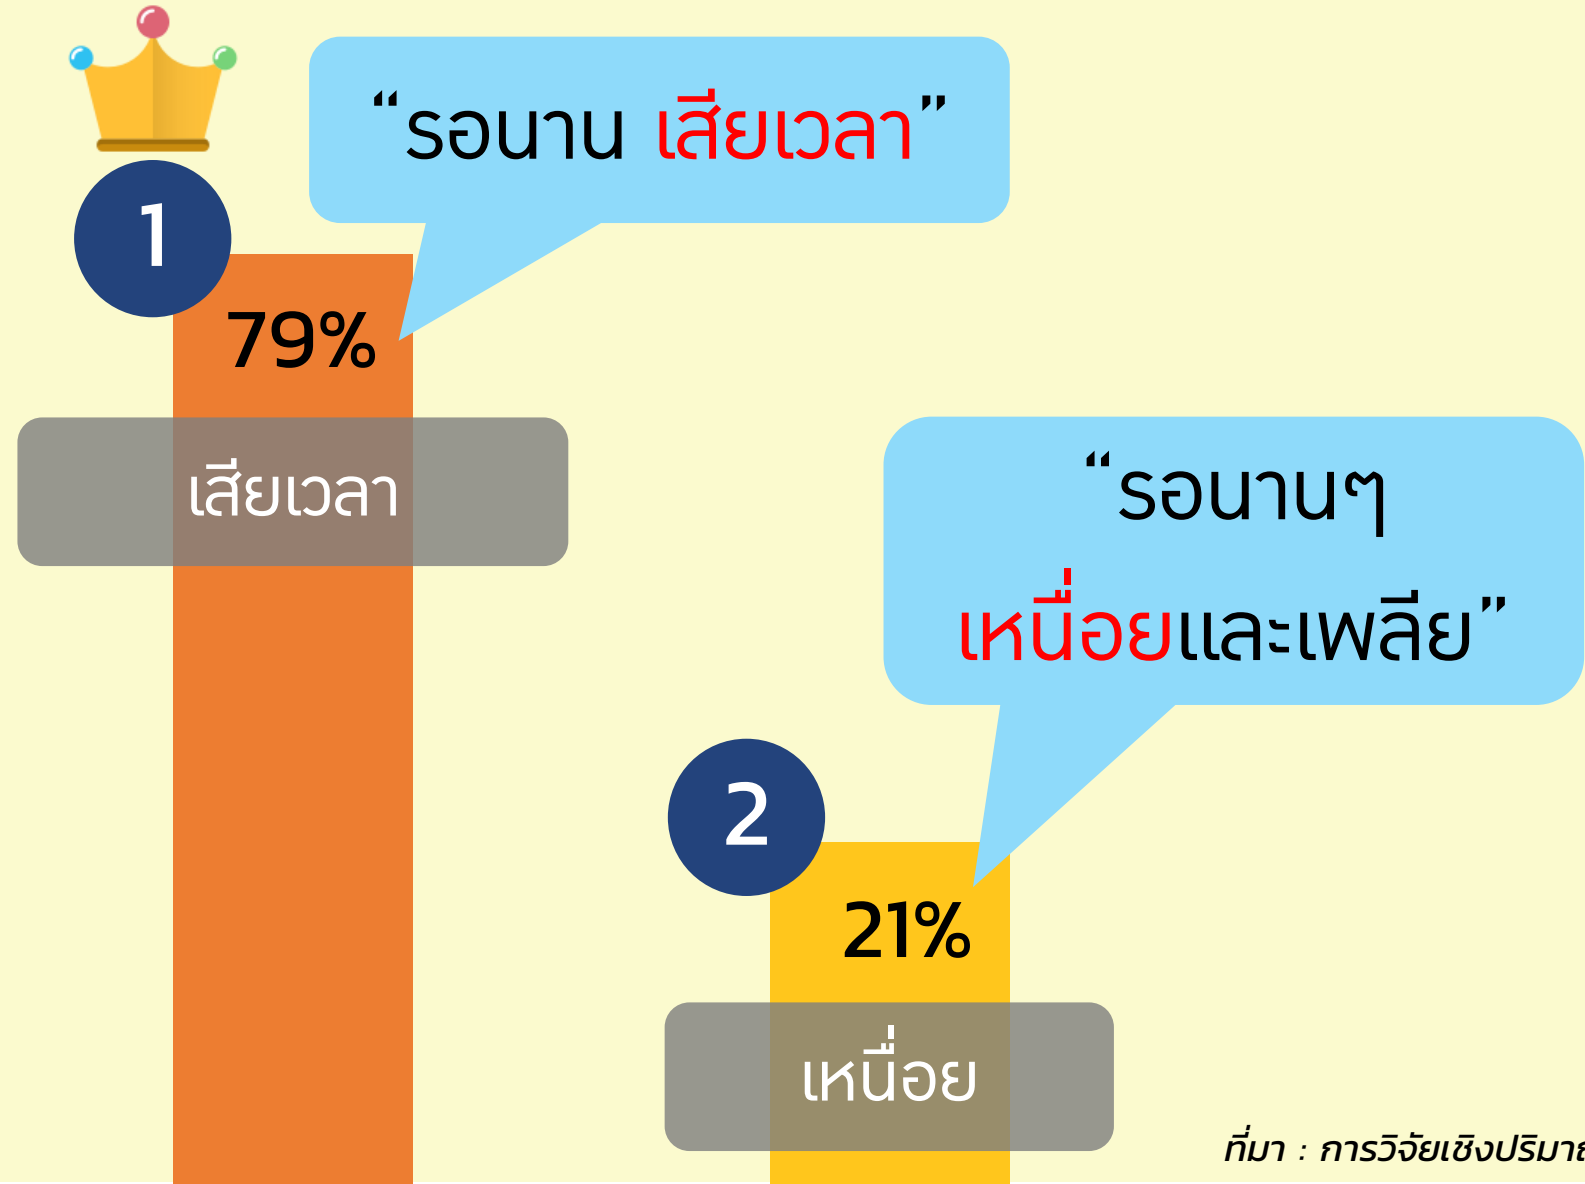 “รอนาน เสียเวลา”
1
79%
เสียเวลา
“รอนานๆ
เหนื่อยและเพลีย”
2
21%
เหนื่อย
ที่มา : การวิจัยเชิงปริมาณ